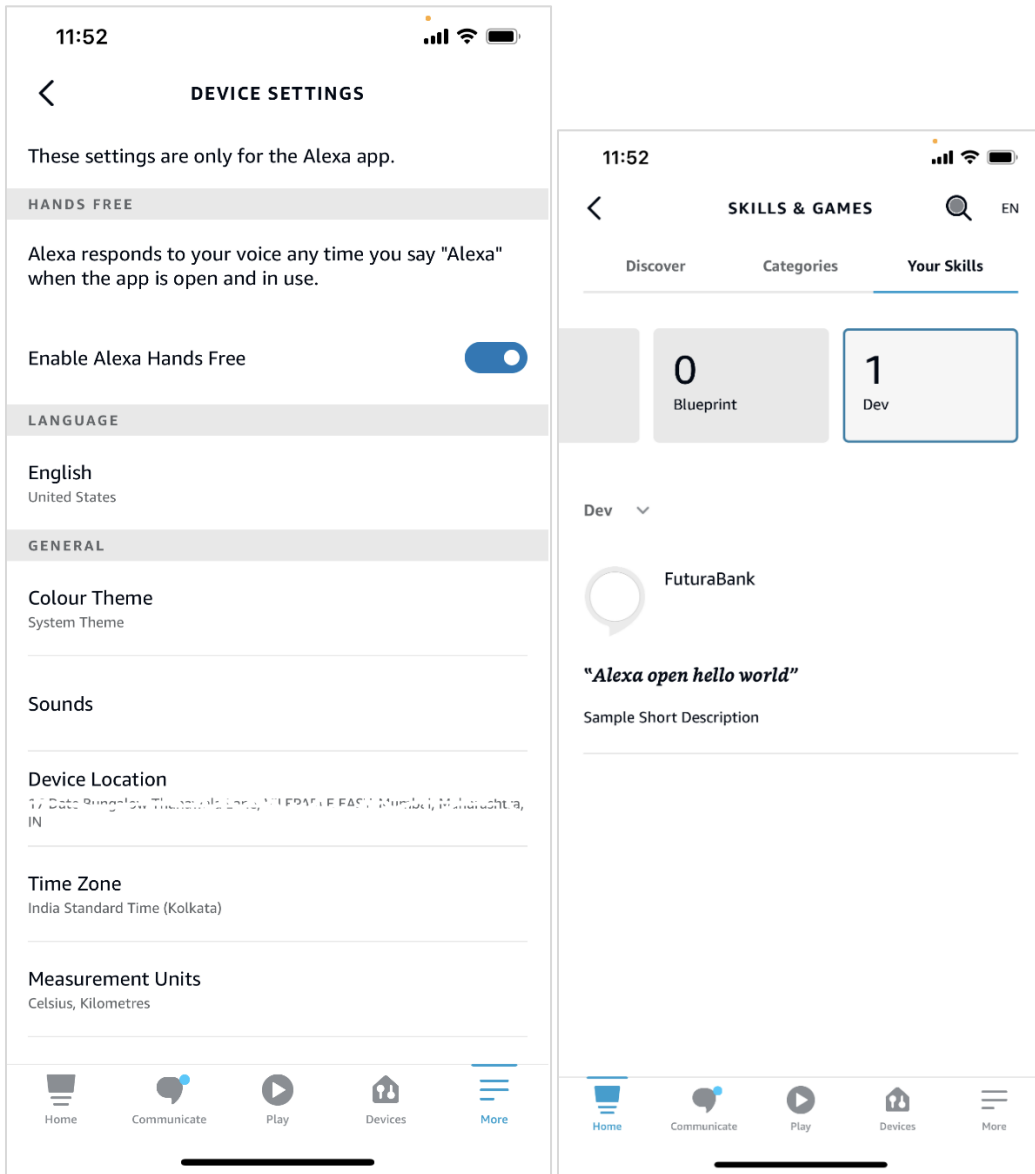 11:52
DEVICE SETTINGS
These settings are only for the Alexa app.
HANDS FREE
Alexa responds to your voice any time you say "Alexa"
when the app is open and in use.
Enable Alexa Hands Free
LANGUAGE
English
United States
GENERAL
Colour Theme
System Theme
Sounds
Device Location
IN
Time Zone
India Standard Time (Kolkata)
Measurement Units
Celsius, Kilometres
Home Communicate Play Devices More
11:52
SKILLS & GAMES EN
Discover Categories Your Skills
0 1
Blueprint Dev
Dev
FuturaBank
“Alexa open hello world”
Sample Short Description
Home Communicate Play Devices More